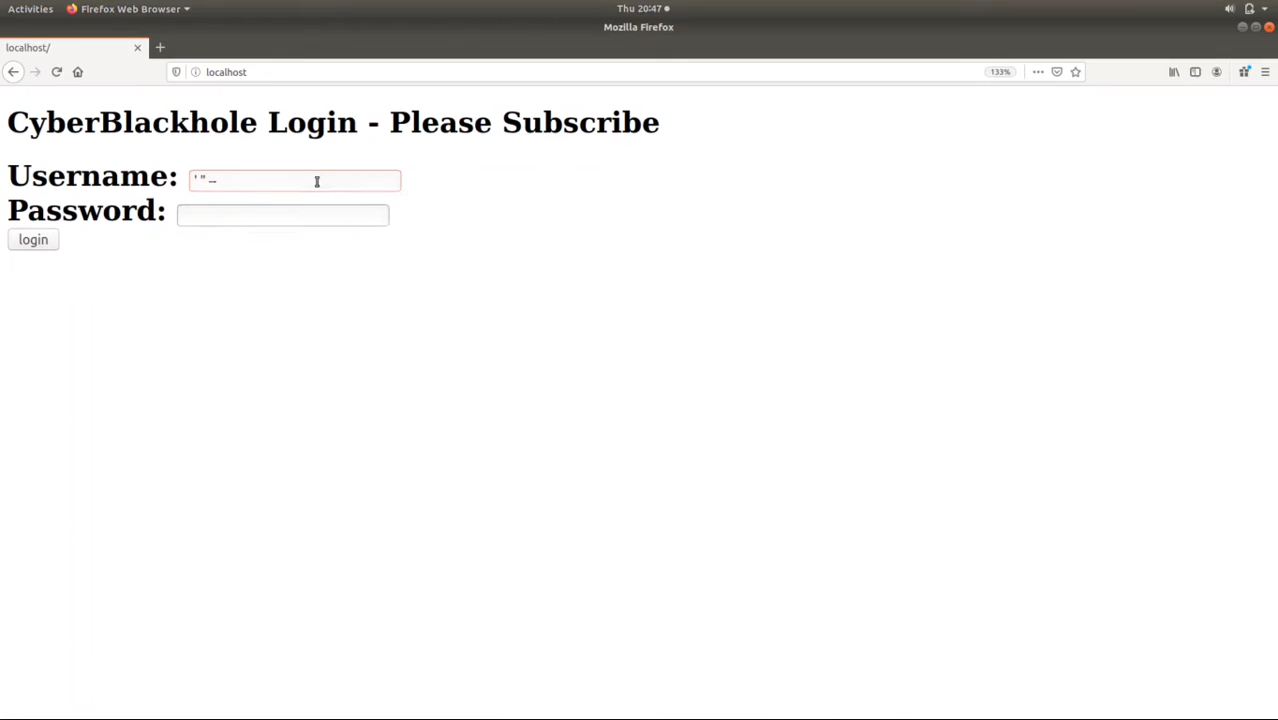 Activities Firefox Web Browser Thu 20:47
Mozilla Firefox
localhost/
localhost 133%
CyberBlackhole Login - Please Subscribe
Username: '"--
Password:
login